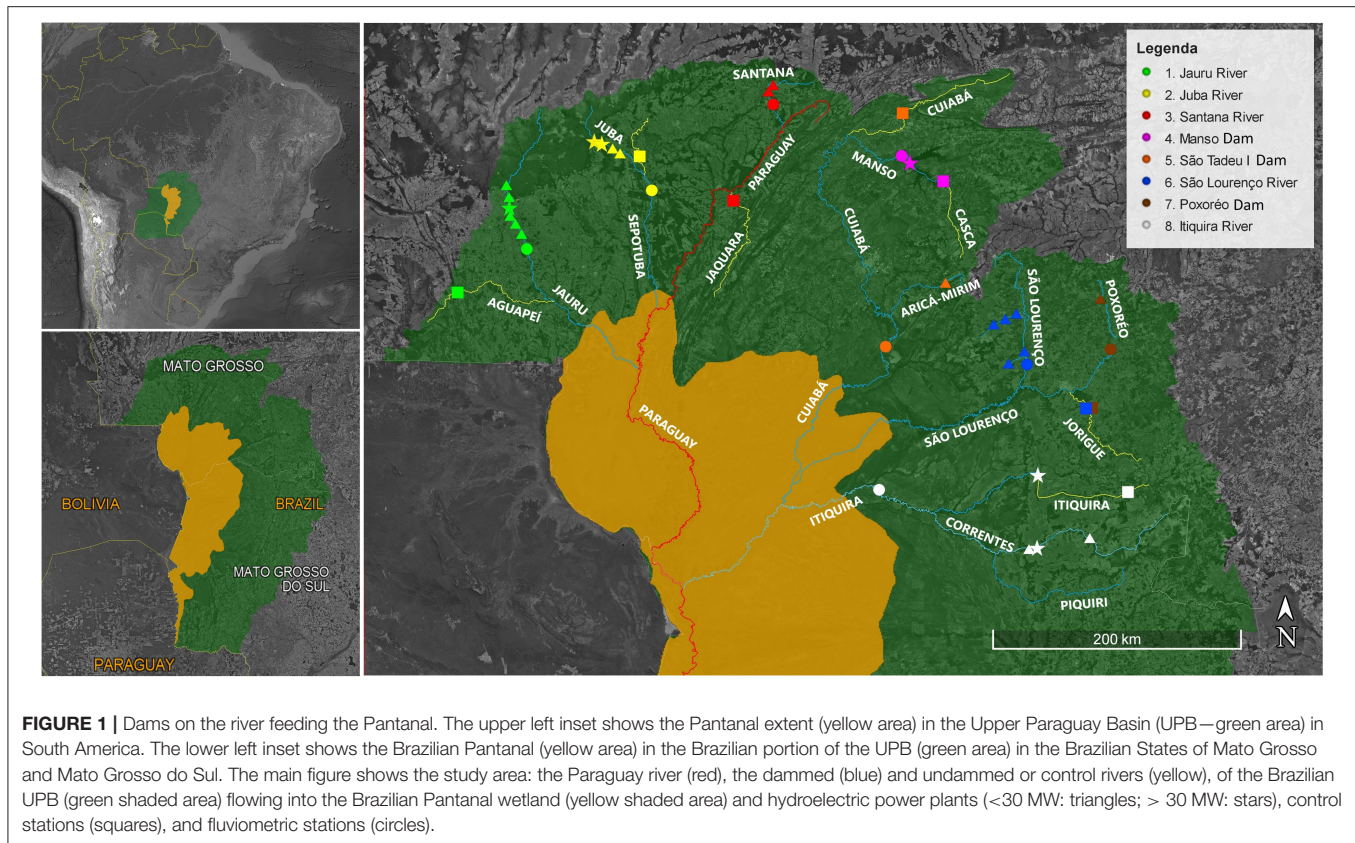 MATO GROSSO
BOLIVIA
BRAZIL
MATO GROSSO
DO SUL
PARAGUAY
Legenda
1. Jauru River
2. Juba River
3. Santana River
4. Manso Dam
5. São Tadeu I Dam
6. São Lourenço River
7. Poxoréo Dam
8. Itiquira River
SANTANA
CUIABÁ
JUBA
PARAGUAY
MANSO
CASCA
SEPOTUBA
JAQUARA
CUIABÁ
JAURU
AGUAPEÍ
ARICÁ-MIRIM
SÃO LOURENÇO
POXORÉO
PARAGUAY
CUIABÁ
SÃO LOURENÇO
JORIGUE
ITIQUIRA
ITIQUIRA
CORRENTES
PIQUIRI
200 km
N
FIGURE 1 | Dams on the river feeding the Pantanal. The upper left inset shows the Pantanal extent (yellow area) in the Upper Paraguay Basin (UPB—green area) in
South America. The lower left inset shows the Brazilian Pantanal (yellow area) in the Brazilian portion of the UPB (green area) in the Brazilian States of Mato Grosso
and Mato Grosso do Sul. The main figure shows the study area: the Paraguay river (red), the dammed (blue) and undammed or control rivers (yellow), of the Brazilian
UPB (green shaded area) flowing into the Brazilian Pantanal wetland (yellow shaded area) and hydroelectric power plants (<30 MW: triangles; > 30 MW: stars), control
stations (squares), and fluviometric stations (circles).